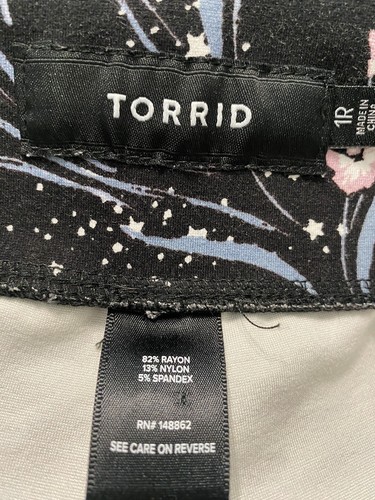 TORRID
1R
MADE IN
CHINA
82% RAYON
13% NYLON
5% SPANDEX
RN# 148862
SEE CARE ON REVERSE